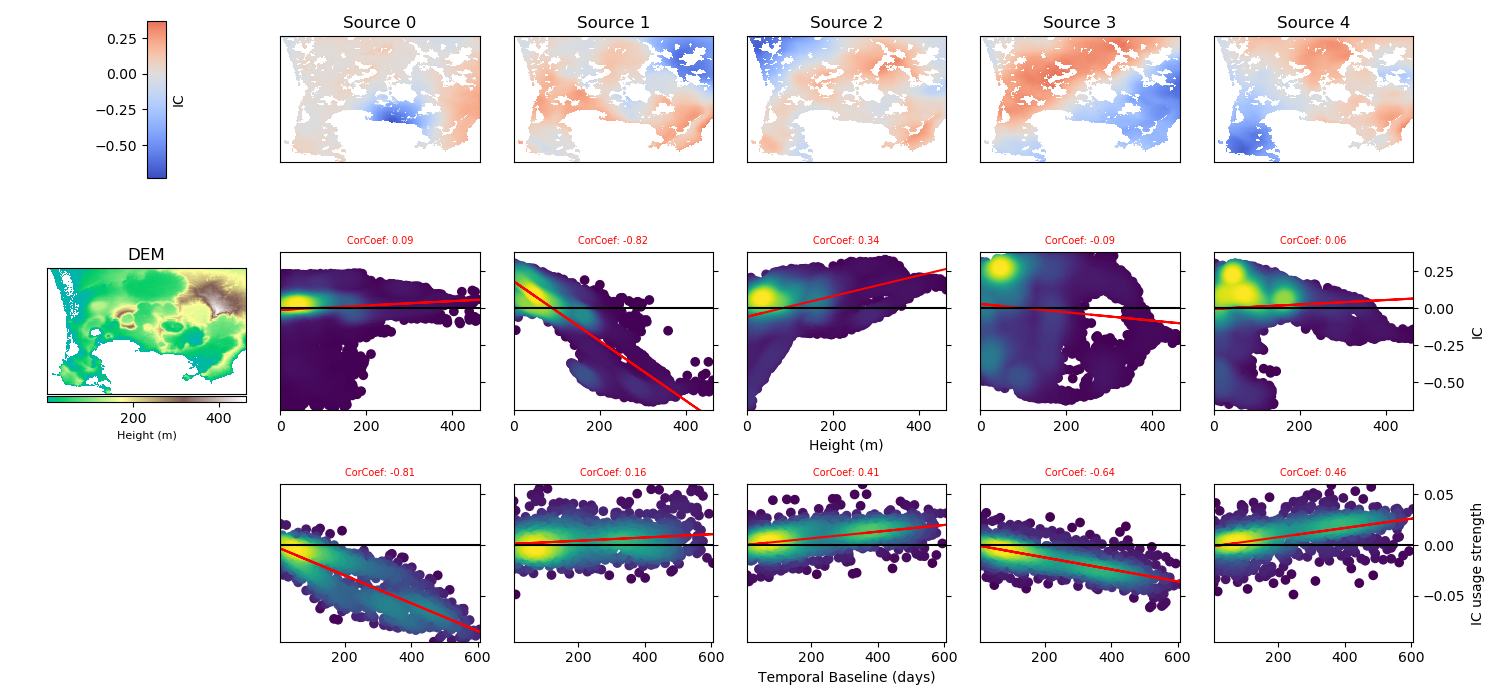 Source 0 Source 1 Source 2 Source 3 Source 4
0.25
0.00
−0.25
−0.50
IC
CorCoef: 0.09 CorCoef: -0.82 CorCoef: 0.34 CorCoef: -0.09 CorCoef: 0.06
DEM
200 400
Height (m)
0.25
0.00
−0.25
−0.50
IC
0 200 400 0 200 400 0 200 400 0 200 400 0 200 400
Height (m)
CorCoef: -0.81 CorCoef: 0.16 CorCoef: 0.41 CorCoef: -0.64 CorCoef: 0.46
0.05
0.00
−0.05
IC usage strength
200 400 600 200 400 600 200 400 600 200 400 600 200 400 600
Temporal Baseline (days)